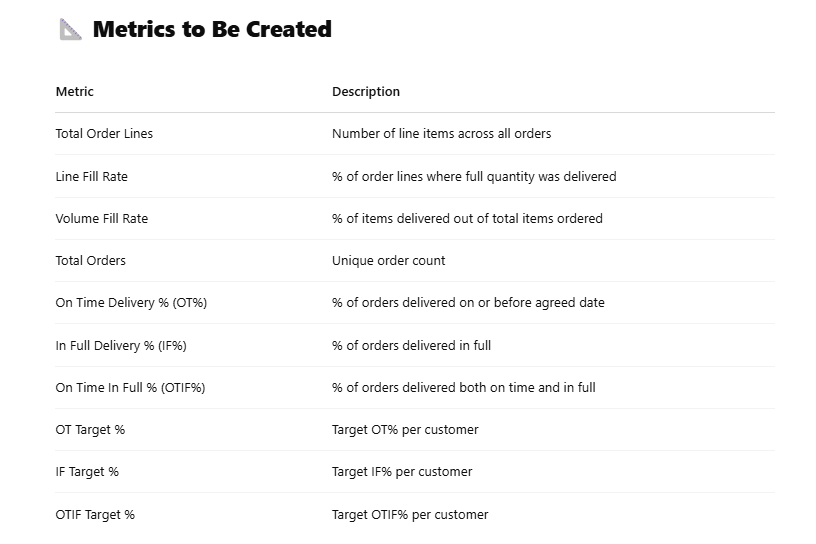 Metrics to Be Created
Metric Description
Total Order Lines Number of line items across all orders
Line Fill Rate % of order lines where full quantity was delivered
Volume Fill Rate % of items delivered out of total items ordered
Total Orders Unique order count
On Time Delivery % (OT%) % of orders delivered on or before agreed date
In Full Delivery % (IF%) % of orders delivered in full
On Time In Full % (OTIF%) % of orders delivered both on time and in full
OT Target % Target OT% per customer
IF Target % Target IF% per customer
OTIF Target % Target OTIF% per customer